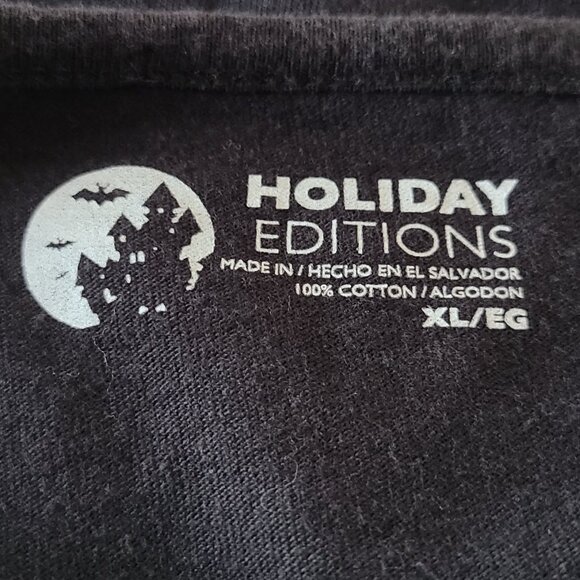 HOLIDAY
EDITIONS
MADE IN / HECHO EN EL SALVADOR
100% COTTON / ALGODON
XL/EG